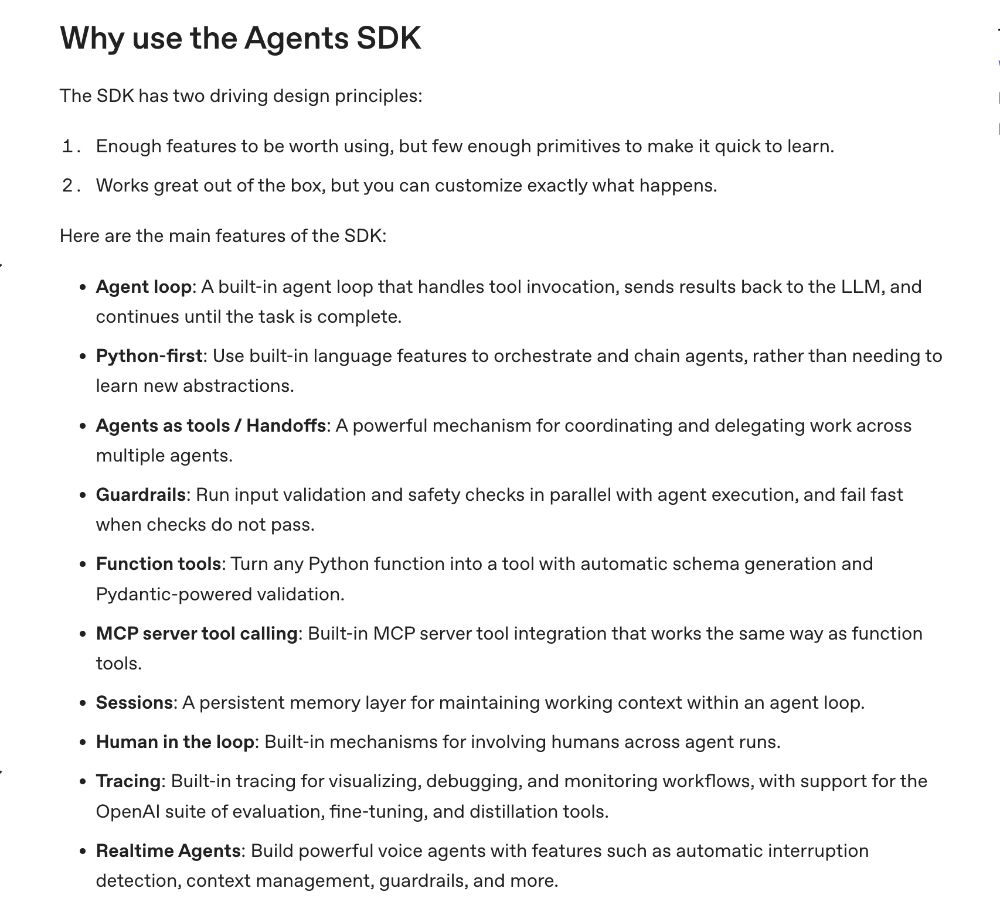 Why use the Agents SDK
The SDK has two driving design principles:
1. Enough features to be worth using, but few enough primitives to make it quick to learn.
2. Works great out of the box, but you can customize exactly what happens.
Here are the main features of the SDK:
• Agent loop: A built-in agent loop that handles tool invocation, sends results back to the LLM, and
continues until the task is complete.
• Python-first: Use built-in language features to orchestrate and chain agents, rather than needing to
learn new abstractions.
• Agents as tools / Handoffs: A powerful mechanism for coordinating and delegating work across
multiple agents.
• Guardrails: Run input validation and safety checks in parallel with agent execution, and fail fast
when checks do not pass.
• Function tools: Turn any Python function into a tool with automatic schema generation and
Pydantic-powered validation.
• MCP server tool calling: Built-in MCP server tool integration that works the same way as function
tools.
• Sessions: A persistent memory layer for maintaining working context within an agent loop.
• Human in the loop: Built-in mechanisms for involving humans across agent runs.
• Tracing: Built-in tracing for visualizing, debugging, and monitoring workflows, with support for the
OpenAI suite of evaluation, fine-tuning, and distillation tools.
• Realtime Agents: Build powerful voice agents with features such as automatic interruption
detection, context management, guardrails, and more.